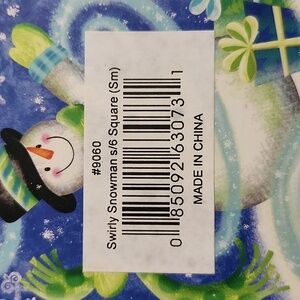 #9060
Swirly Snowman s/6 Square (Sm)
0 85092 63073 1
MADE IN CHINA